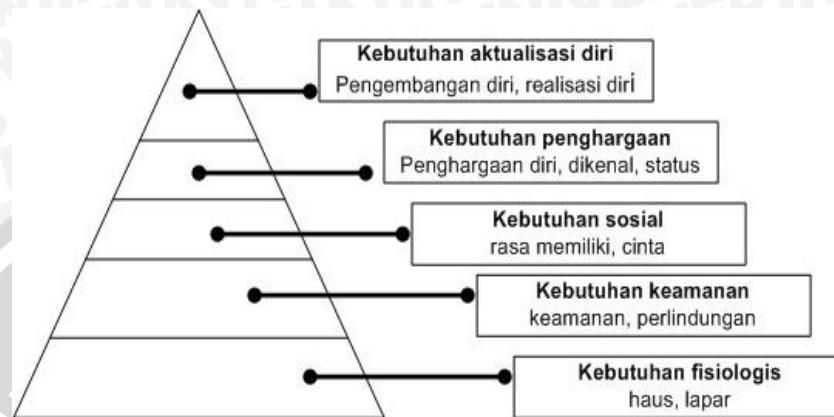 Kebutuhan aktualisasi diri
Pengembangan diri, realisasi diri
Kebutuhan penghargaan
Penghargaan diri, dikenal, status
Kebutuhan sosial
rasa memiliki, cinta
Kebutuhan keamanan
keamanan, perlindungan
Kebutuhan fisiologis
haus, lapar